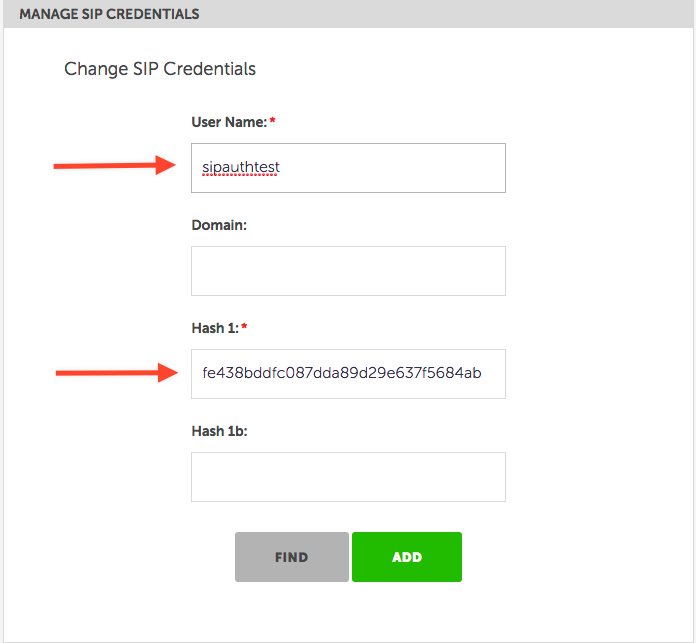 MANAGE SIP CREDENTIALS
Change SIP Credentials
User Name:*
sipauthtest
Domain:
Hash 1:*
fe438bddfc087dda89d29e637f5684ab
Hash 1b:
FIND ADD